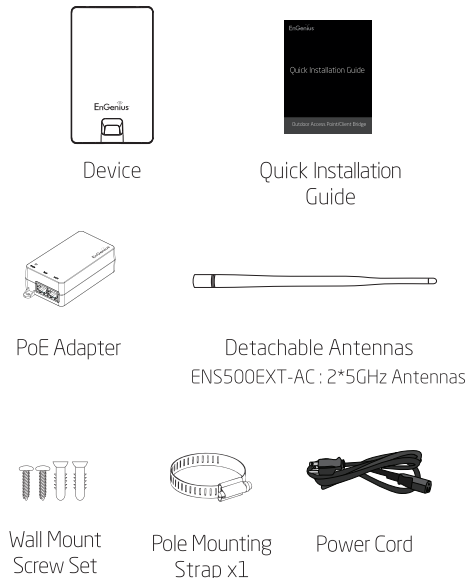 EnGenius
EnGenius
Quick Installation Guide
Outdoor Access Point/Client Bridge
Device
Quick Installation
Guide
EnGenius
PoE Adapter
Detachable Antennas
ENS500EXT-AC : 2*5GHz Antennas
Wall Mount
Screw Set
Pole Mounting
Strap x1
Power Cord